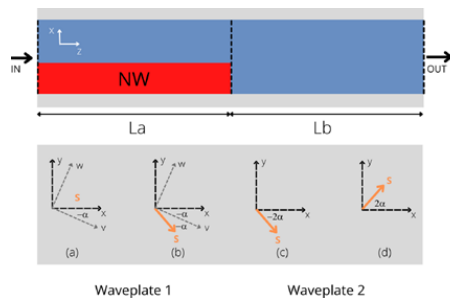 x
z
IN
NW
OUT
La
Lb
y
w
S
-α
x
v
(a)
y
w
-α
x
-α
v
S
(b)
y
x
-2α
S
(c)
y
S
2α
x
(d)
Waveplate 1
Waveplate 2